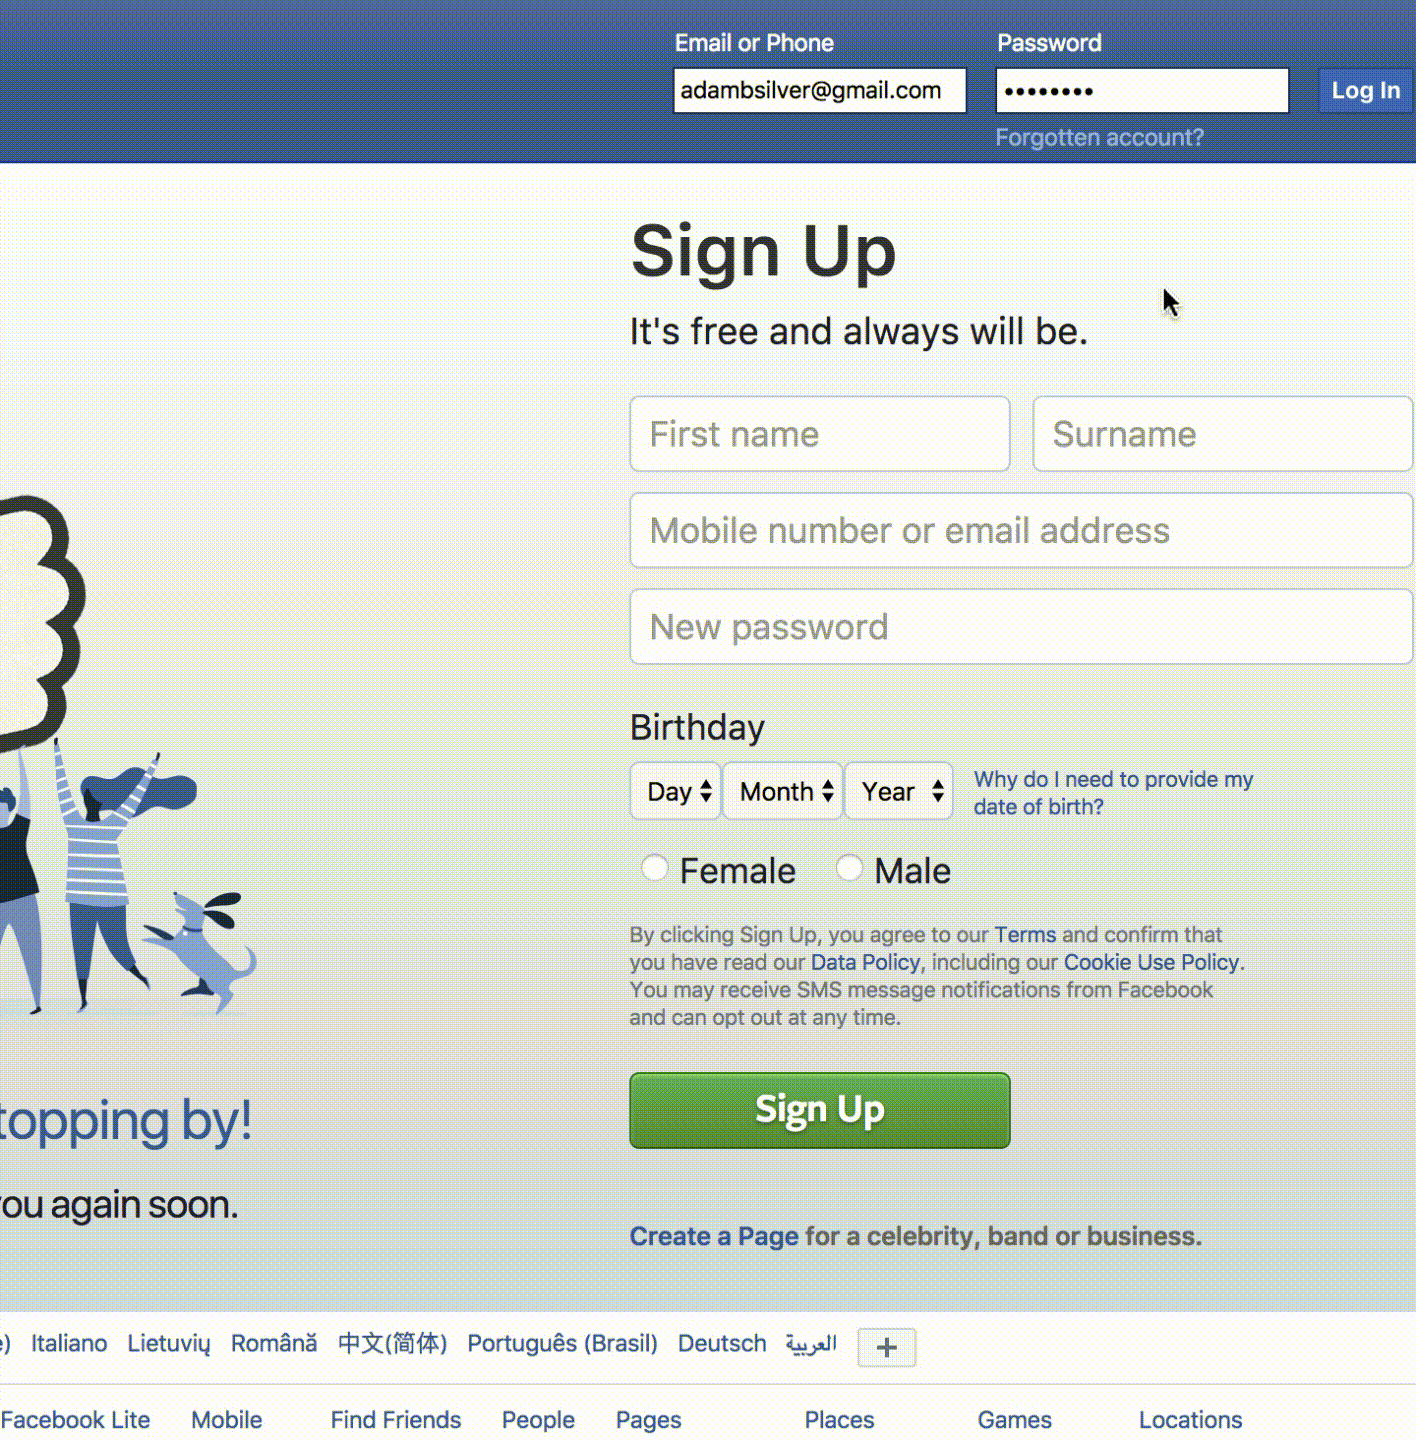 Email or Phone
Password
adambsilver@gmail.com
••••••••
Log In
Forgotten account?
Sign Up
It's free and always will be.
First name
Surname
Mobile number or email address
New password
Birthday
Day
Month
Year
Why do I need to provide my
date of birth?
Female
Male
By clicking Sign Up, you agree to our Terms and confirm that
you have read our Data Policy, including our Cookie Use Policy.
You may receive SMS message notifications from Facebook
and can opt out at any time.
Sign Up
topping by!
you again soon.
Create a Page for a celebrity, band or business.
Italiano Lietuvių Română 中文(简体) Português (Brasil) Deutsch العربية +
Facebook Lite Mobile Find Friends People Pages Places Games Locations